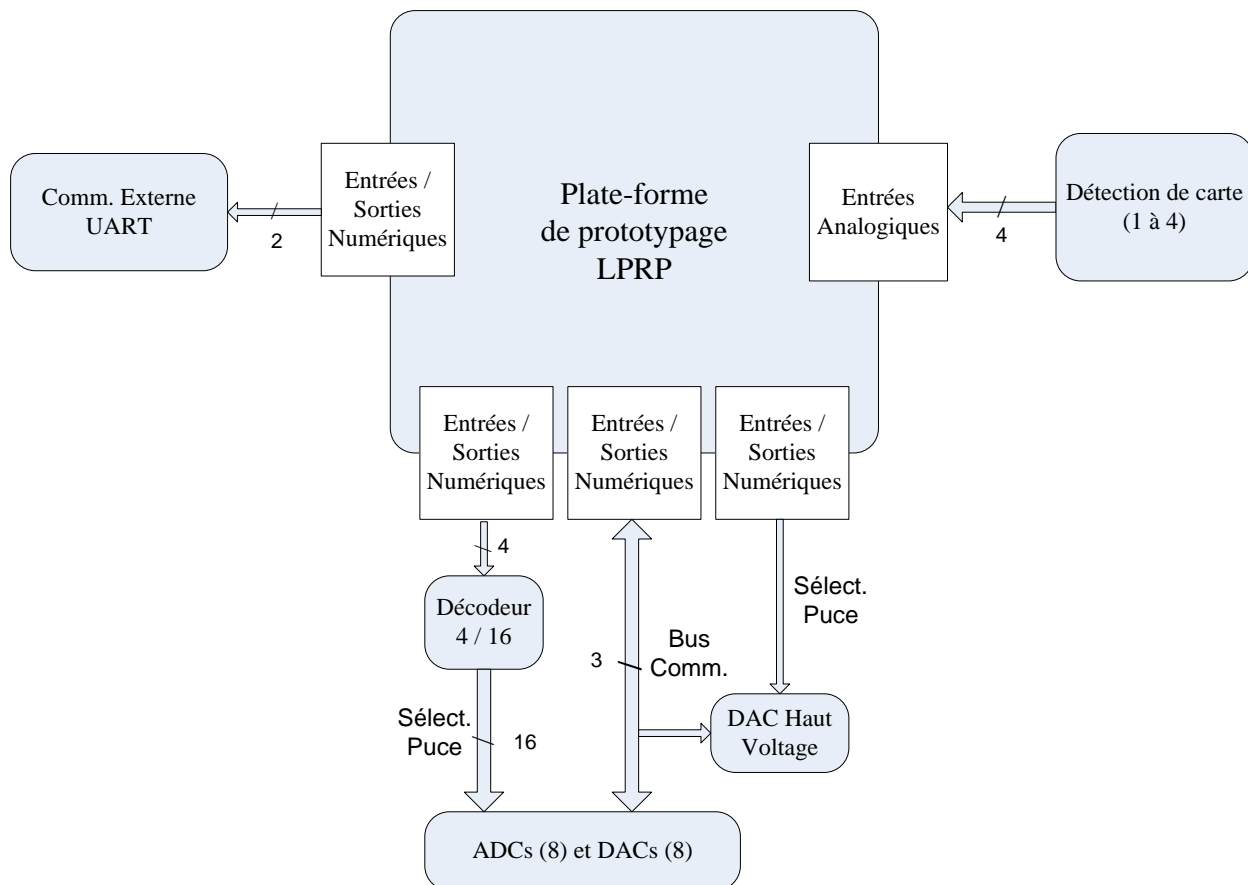 Plate-forme
de prototypage
LPRP
Comm. Externe
UART
2
Entrées /
Sorties
Numériques
Entrées
Analogiques
4
Détection de carte
(1 à 4)
Entrées /
Sorties
Numériques
Entrées /
Sorties
Numériques
Entrées /
Sorties
Numériques
4
Décodeur
4 / 16
Sélect.
Puce
16
3
Bus
Comm.
Sélect.
Puce
DAC Haut
Voltage
ADCs (8) et DACs (8)